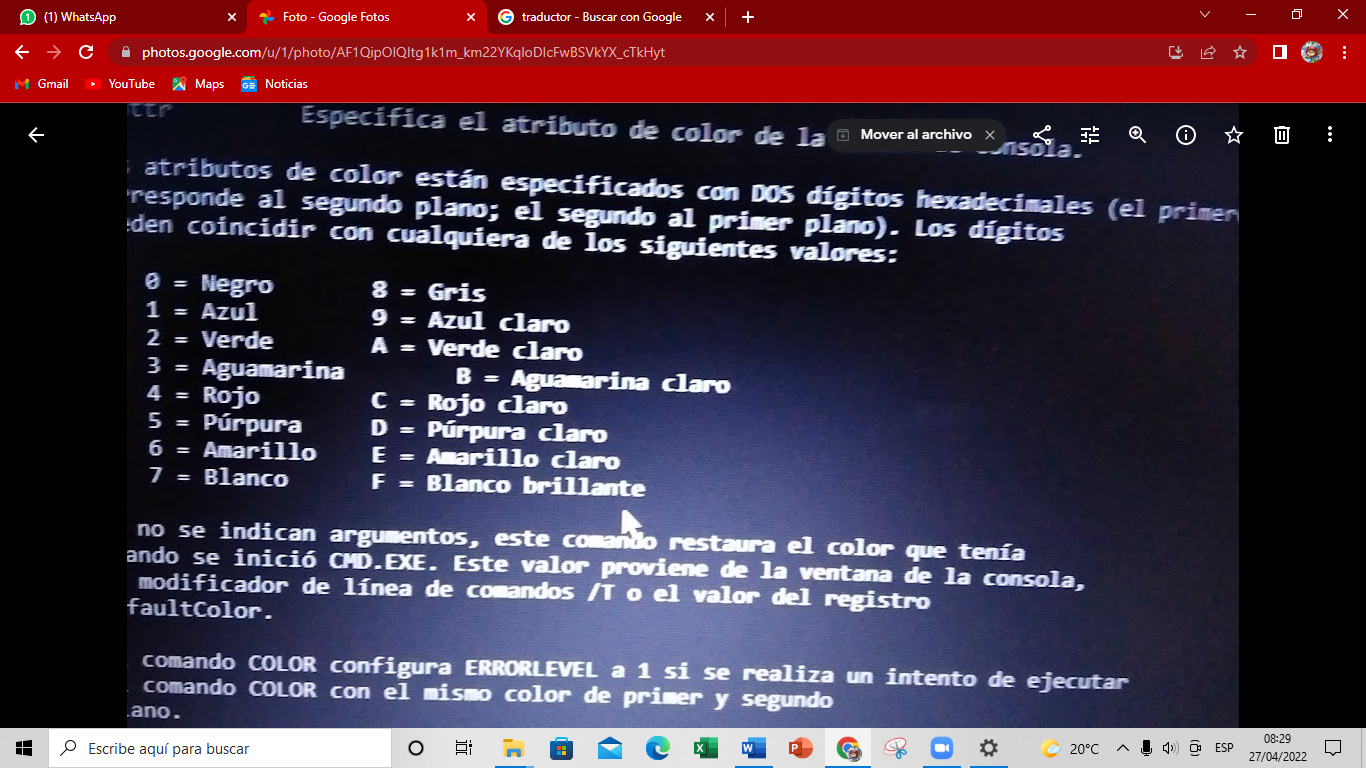 (1) WhatsApp
Foto - Google Fotos
traductor - Buscar con Google
photos.google.com/u/1/photo/AF1QipOlQItg1k1m_km22YKqIoDIcFwBSVkYX_cTkHyt
Gmail YouTube Maps Noticias
ttr Especifica el atributo de color de la consola.
Mover al archivo
s atributos de color están especificados con DOS dígitos hexadecimales (el primer
rresponde al segundo plano; el segundo al primer plano). Los dígitos
eden coincidir con cualquiera de los siguientes valores:
0 = Negro 8 = Gris
1 = Azul 9 = Azul claro
2 = Verde A = Verde claro
3 = Aguamarina B = Aguamarina claro
4 = Rojo C = Rojo claro
5 = Púrpura D = Púrpura claro
6 = Amarillo E = Amarillo claro
7 = Blanco F = Blanco brillante
no se indican argumentos, este comando restaura el color que tenía
ando se inició CMD.EXE. Este valor proviene de la ventana de la consola,
modificador de línea de comandos /T o el valor del registro
faultColor.
comando COLOR configura ERRORLEVEL a 1 si se realiza un intento de ejecutar
comando COLOR con el mismo color de primer y segundo
lano.
Escribe aquí para buscar
20°C
ESP
08:29
27/04/2022